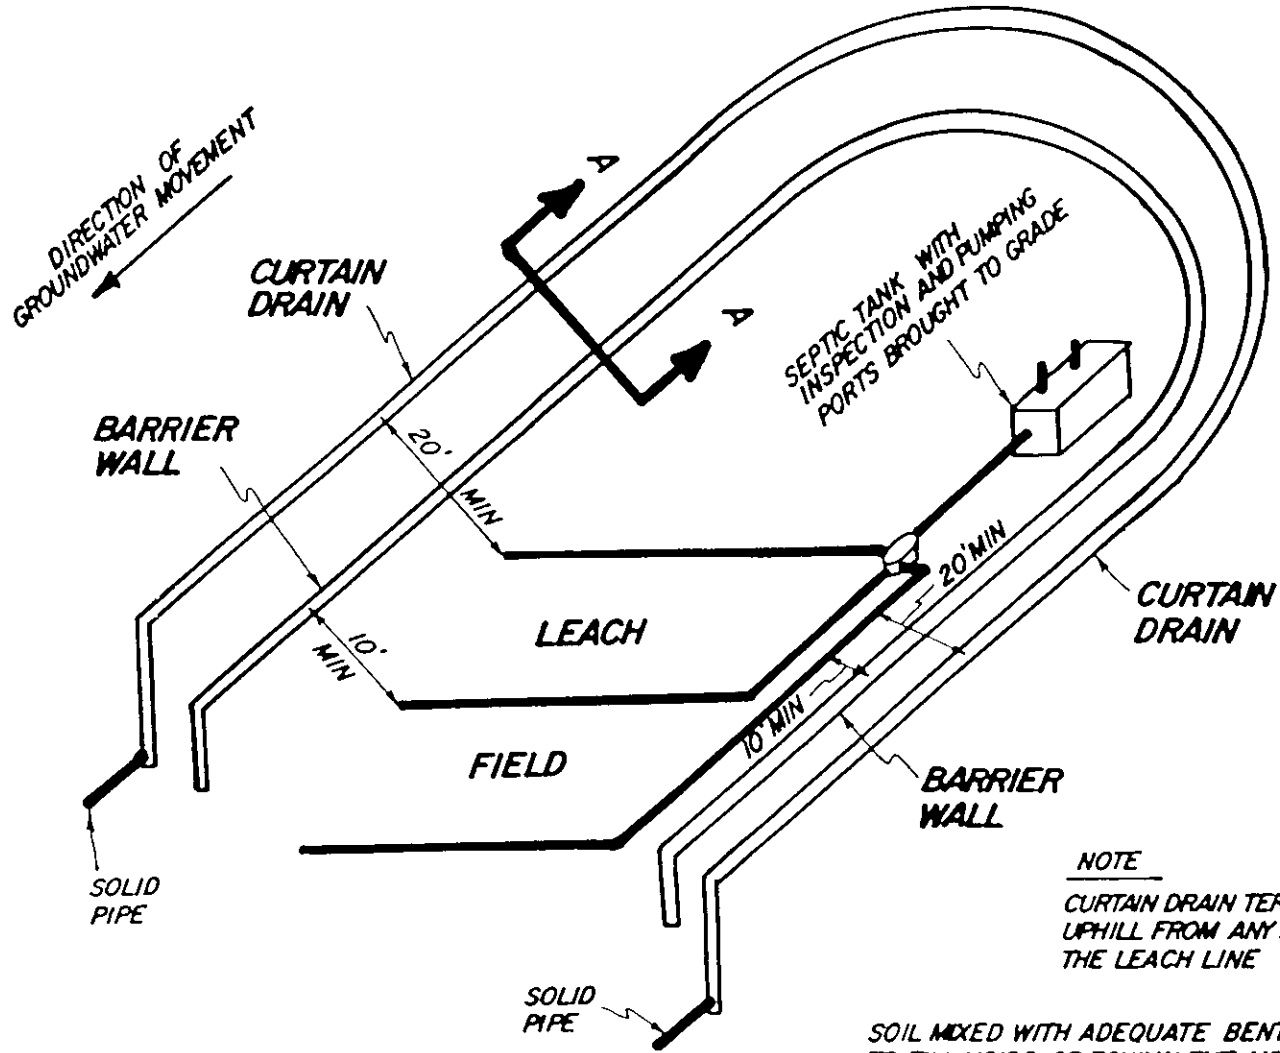 DIRECTION OF
GROUNDWATER MOVEMENT
CURTAIN
DRAIN
A
A
SEPTIC TANK WITH
INSPECTION AND PUMPING
PORTS BROUGHT TO GRADE
BARRIER
WALL
20'
MIN
20' MIN
CURTAIN
DRAIN
LEACH
10'
MIN
10' MIN
FIELD
BARRIER
WALL
SOLID
PIPE
NOTE
CURTAIN DRAIN TER
UPHILL FROM ANY
THE LEACH LINE
SOLID
PIPE
SOIL MIXED WITH ADEQUATE BENT